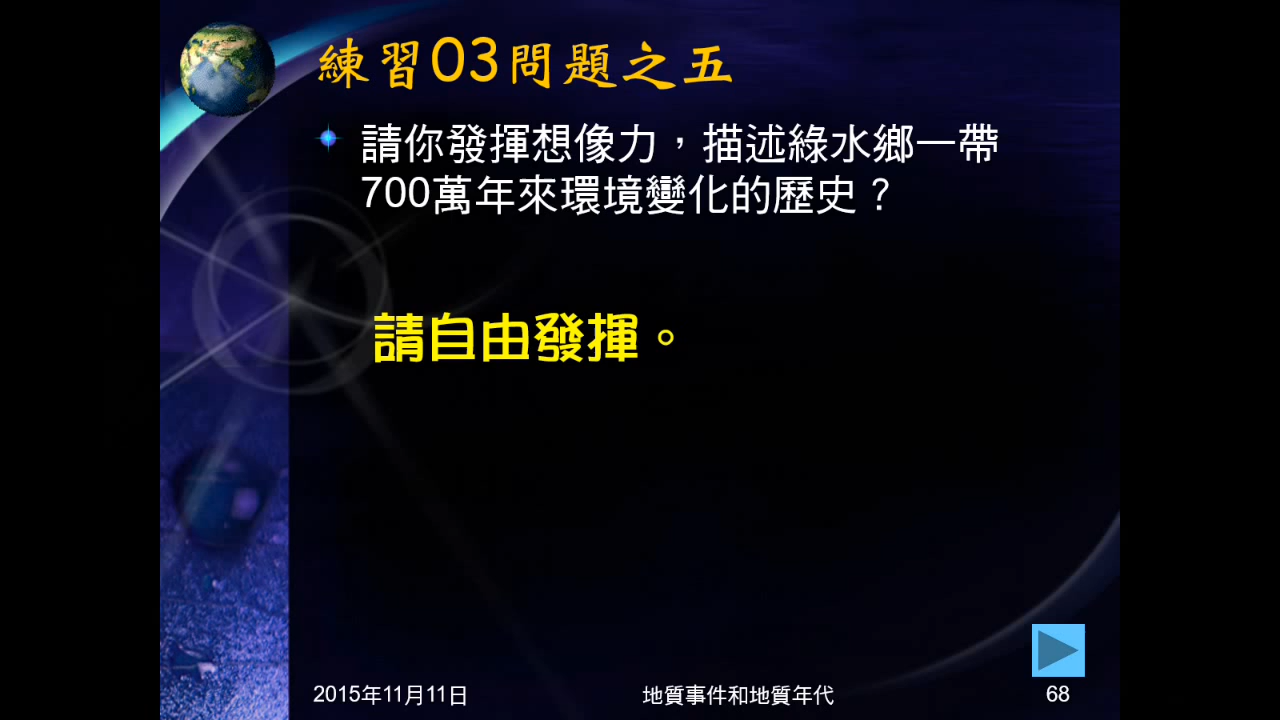 練習03問題之五
請你發揮想像力，描述綠水鄉一帶
700萬年來環境變化的歷史？
請自由發揮。
2015年11月11日
地質事件和地質年代
68